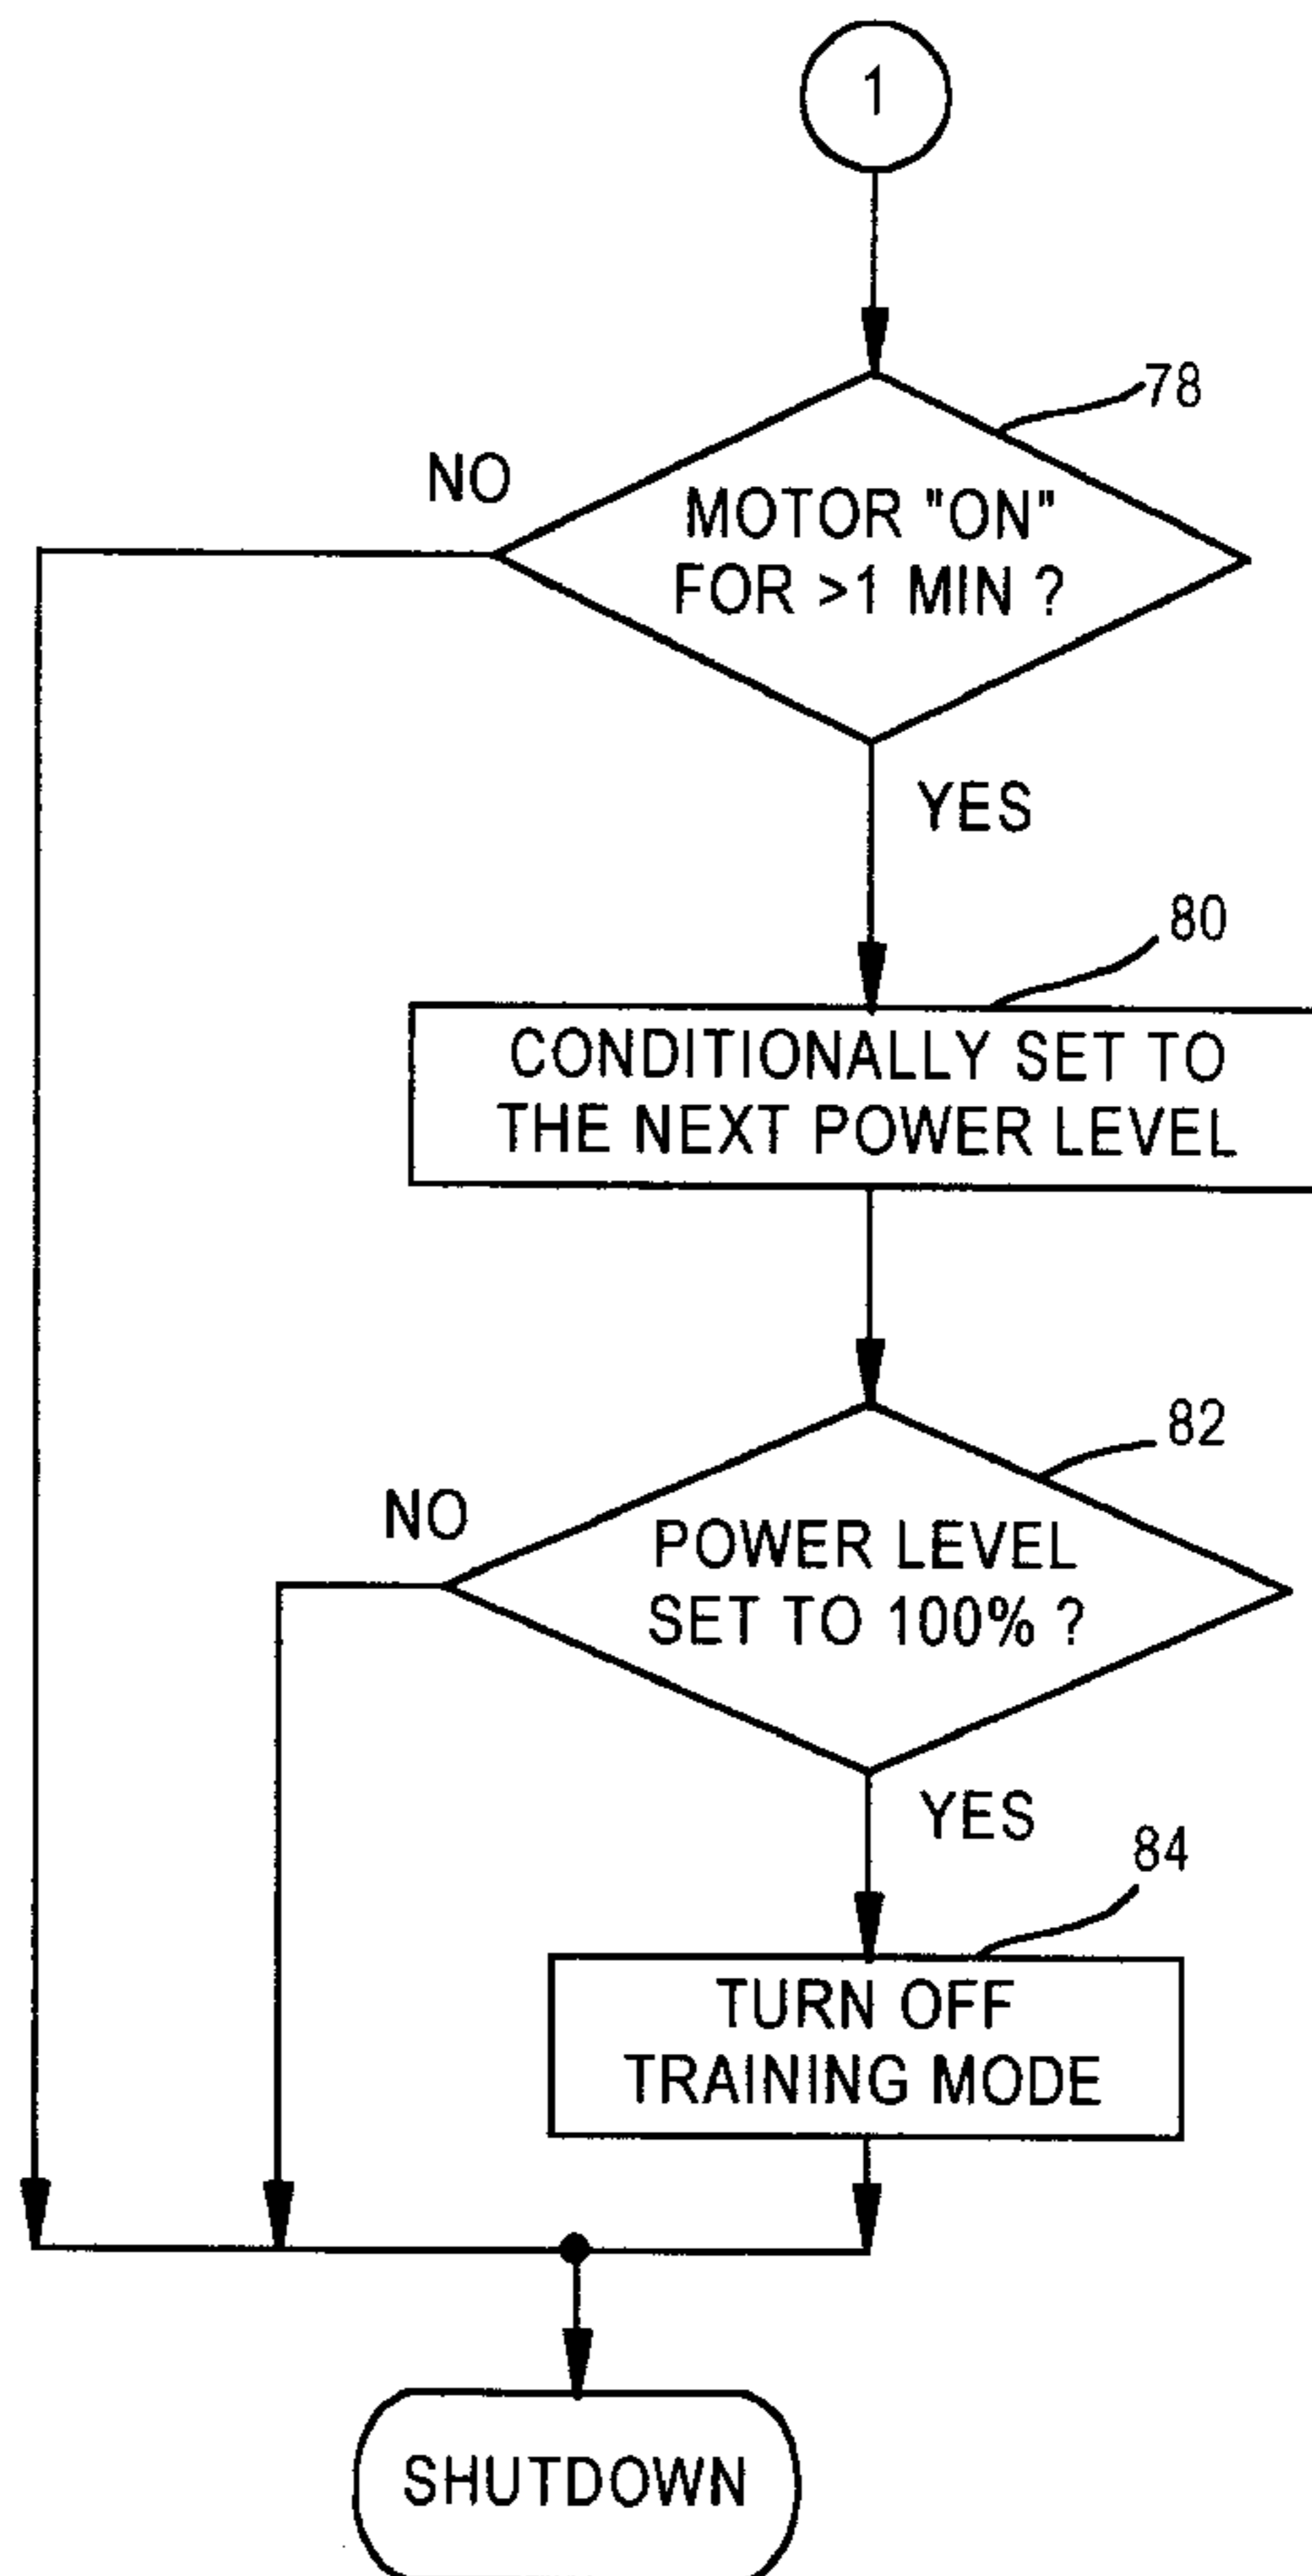 1
78
NO
MOTOR "ON"
FOR >1 MIN ?
YES
80
CONDITIONALLY SET TO
THE NEXT POWER LEVEL
82
NO
POWER LEVEL
SET TO 100% ?
YES
84
TURN OFF
TRAINING MODE
SHUTDOWN